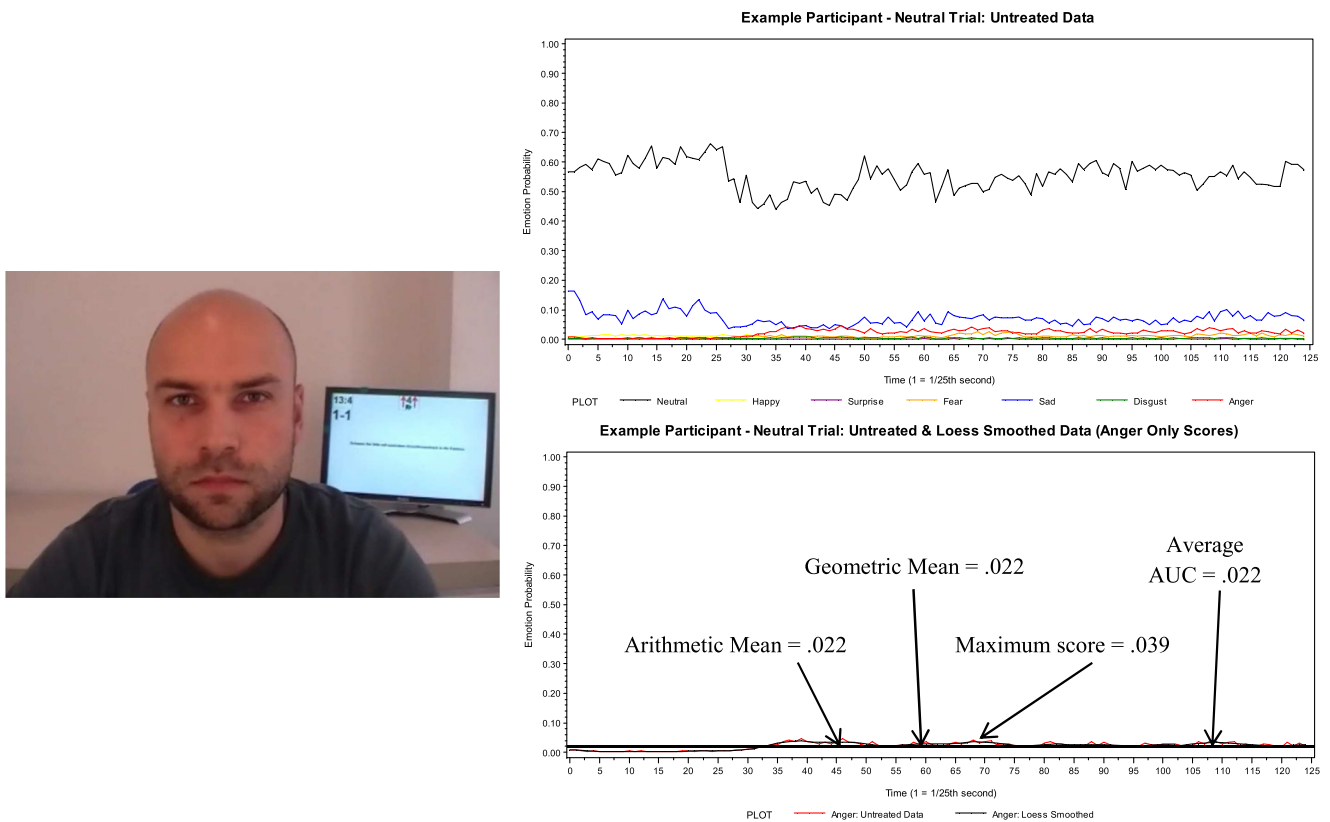 Example Participant - Neutral Trial: Untreated Data
Emotion Probability
1.00
0.90
0.80
0.70
0.60
0.50
0.40
0.30
0.20
0.10
0.00
0 5 10 15 20 25 30 35 40 45 50 55 60 65 70 75 80 85 90 95 100 105 110 115 120 125
Time (1 = 1/25th second)
PLOT Neutral Happy Surprise Fear Sad Disgust Anger
13:4
1-1
Example Participant - Neutral Trial: Untreated & Loess Smoothed Data (Anger Only Scores)
Emotion Probability
1.00
0.90
0.80
0.70
0.60
0.50
0.40
0.30
0.20
0.10
0.00
Average
AUC = .022
Geometric Mean = .022
Arithmetic Mean = .022
Maximum score = .039
0 5 10 15 20 25 30 35 40 45 50 55 60 65 70 75 80 85 90 95 100 105 110 115 120 125
Time (1 = 1/25th second)
PLOT Anger: Untreated Data Anger: Loess Smoothed